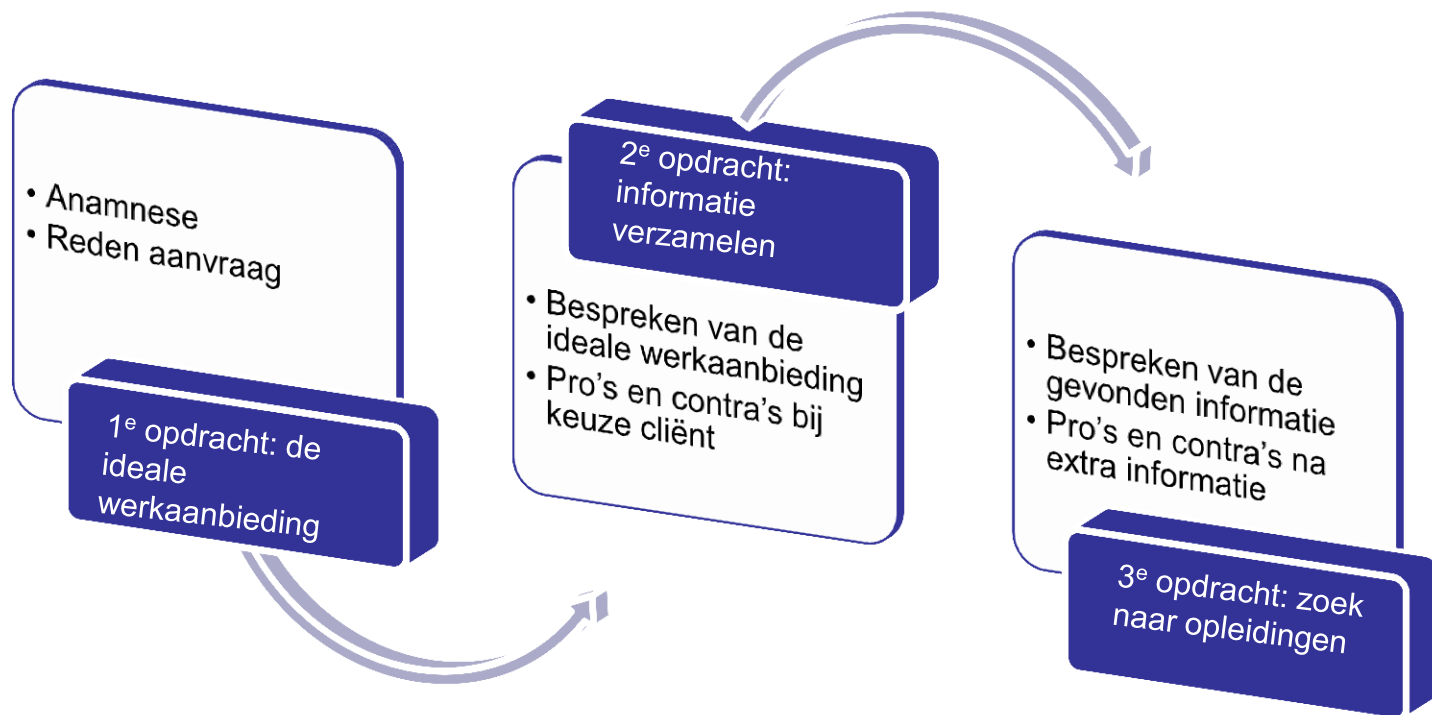 • Anamnese
• Reden aanvraag
1e opdracht: de
ideale
werkaanbieding
2e opdracht:
informatie
verzamelen
• Bespreken van de
ideale werkaanbieding
• Pro's en contra's bij
keuze cliënt
• Bespreken van de
gevonden informatie
• Pro's en contra's na
extra informatie
3e opdracht: zoek
naar opleidingen